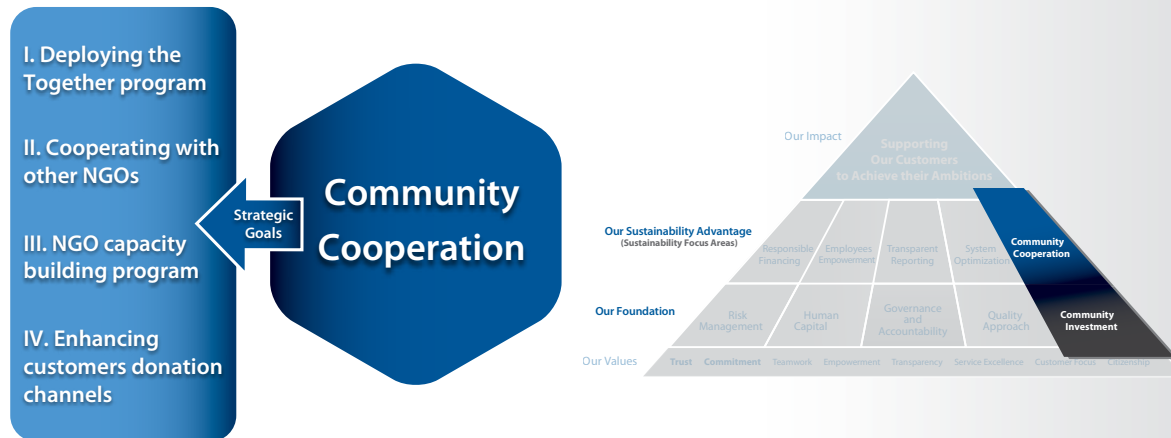 I. Deploying the
Together program
II. Cooperating with
other NGOs
III. NGO capacity
building program
IV. Enhancing
customers donation
channels
Strategic
Goals
Community
Cooperation
Our Impact
Supporting
Our Customers
to Achieve their Ambitions
Our Sustainability Advantage
(Sustainability Focus Areas)
Responsible
Financing
Employees
Empowerment
Transparent
Reporting
System
Optimization
Community
Cooperation
Our Foundation
Risk
Management
Human
Capital
Governance
and
Accountability
Quality
Approach
Community
Investment
Our Values
Trust Commitment Teamwork Empowerment Transparency Service Excellence Customer Focus Citizenship